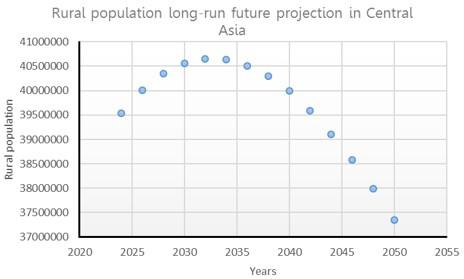 Rural population long-run future projection in Central
Asia
41000000
40500000
40000000
39500000
39000000
38500000
38000000
37500000
37000000
Rural population
2020 2025 2030 2035 2040 2045 2050 2055
Years